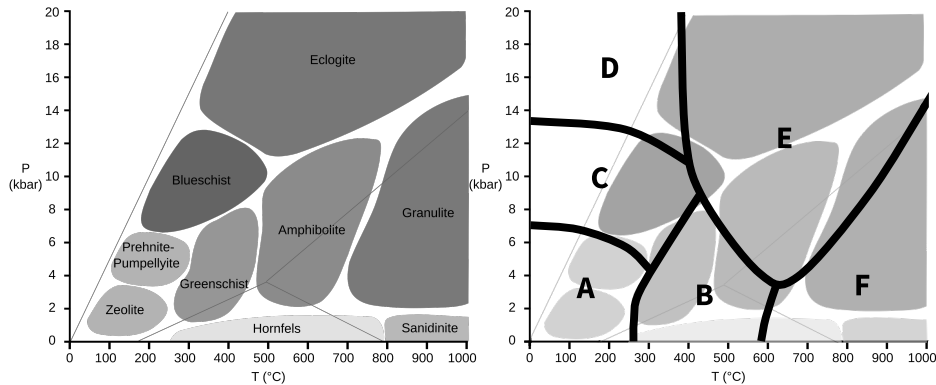 20
18
16
14
12
10
8
6
4
2
0
P
(kbar)
0
100
200
300
400
500
600
700
800
900
1000
T (°C)
Eclogite
Blueschist
Granulite
Amphibolite
Prehnite-
Pumpellyite
Greenschist
Zeolite
Hornfels
Sanidinite
20
18
16
14
12
10
8
6
4
2
0
P
(kbar)
0
100
200
300
400
500
600
700
800
900
1000
T (°C)
D
E
C
A
B
F